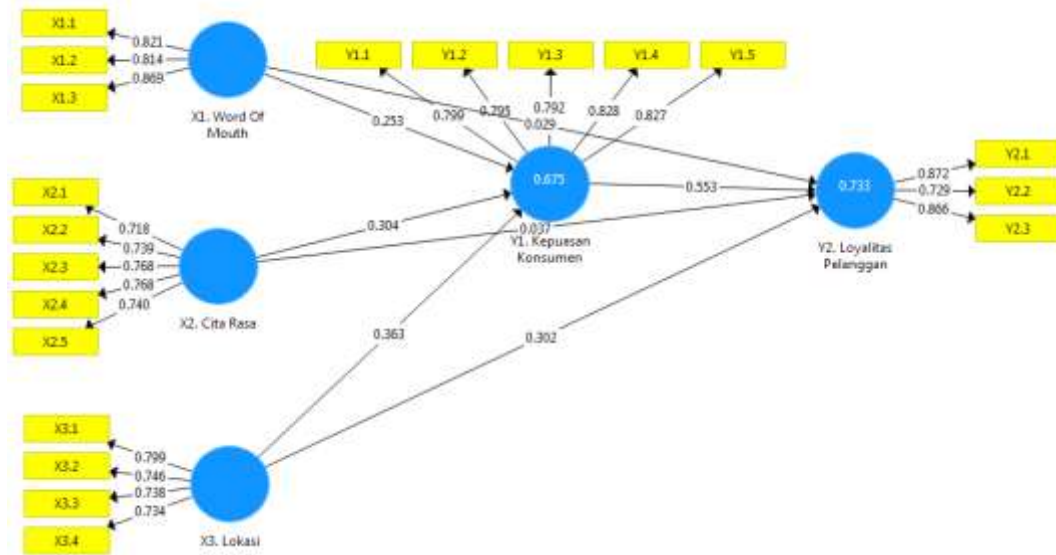 X1.1
X1.2
X1.3
0.821
0.814
0.869
X1. Word Of
Mouth
Y1.1
Y1.2
Y1.3
Y1.4
Y1.5
0.799
0.795
0.792
0.828
0.827
0.253
0.029
0.675
Y1. Kepuasan
Konsumen
0.553
0.733
Y2. Loyalitas
Pelanggan
0.872
0.729
0.866
Y2.1
Y2.2
Y2.3
X2.1
X2.2
X2.3
X2.4
X2.5
0.718
0.739
0.768
0.768
0.740
X2. Cita Rasa
0.304
0.037
0.363
0.302
X3.1
X3.2
X3.3
X3.4
0.799
0.746
0.738
0.734
X3. Lokasi